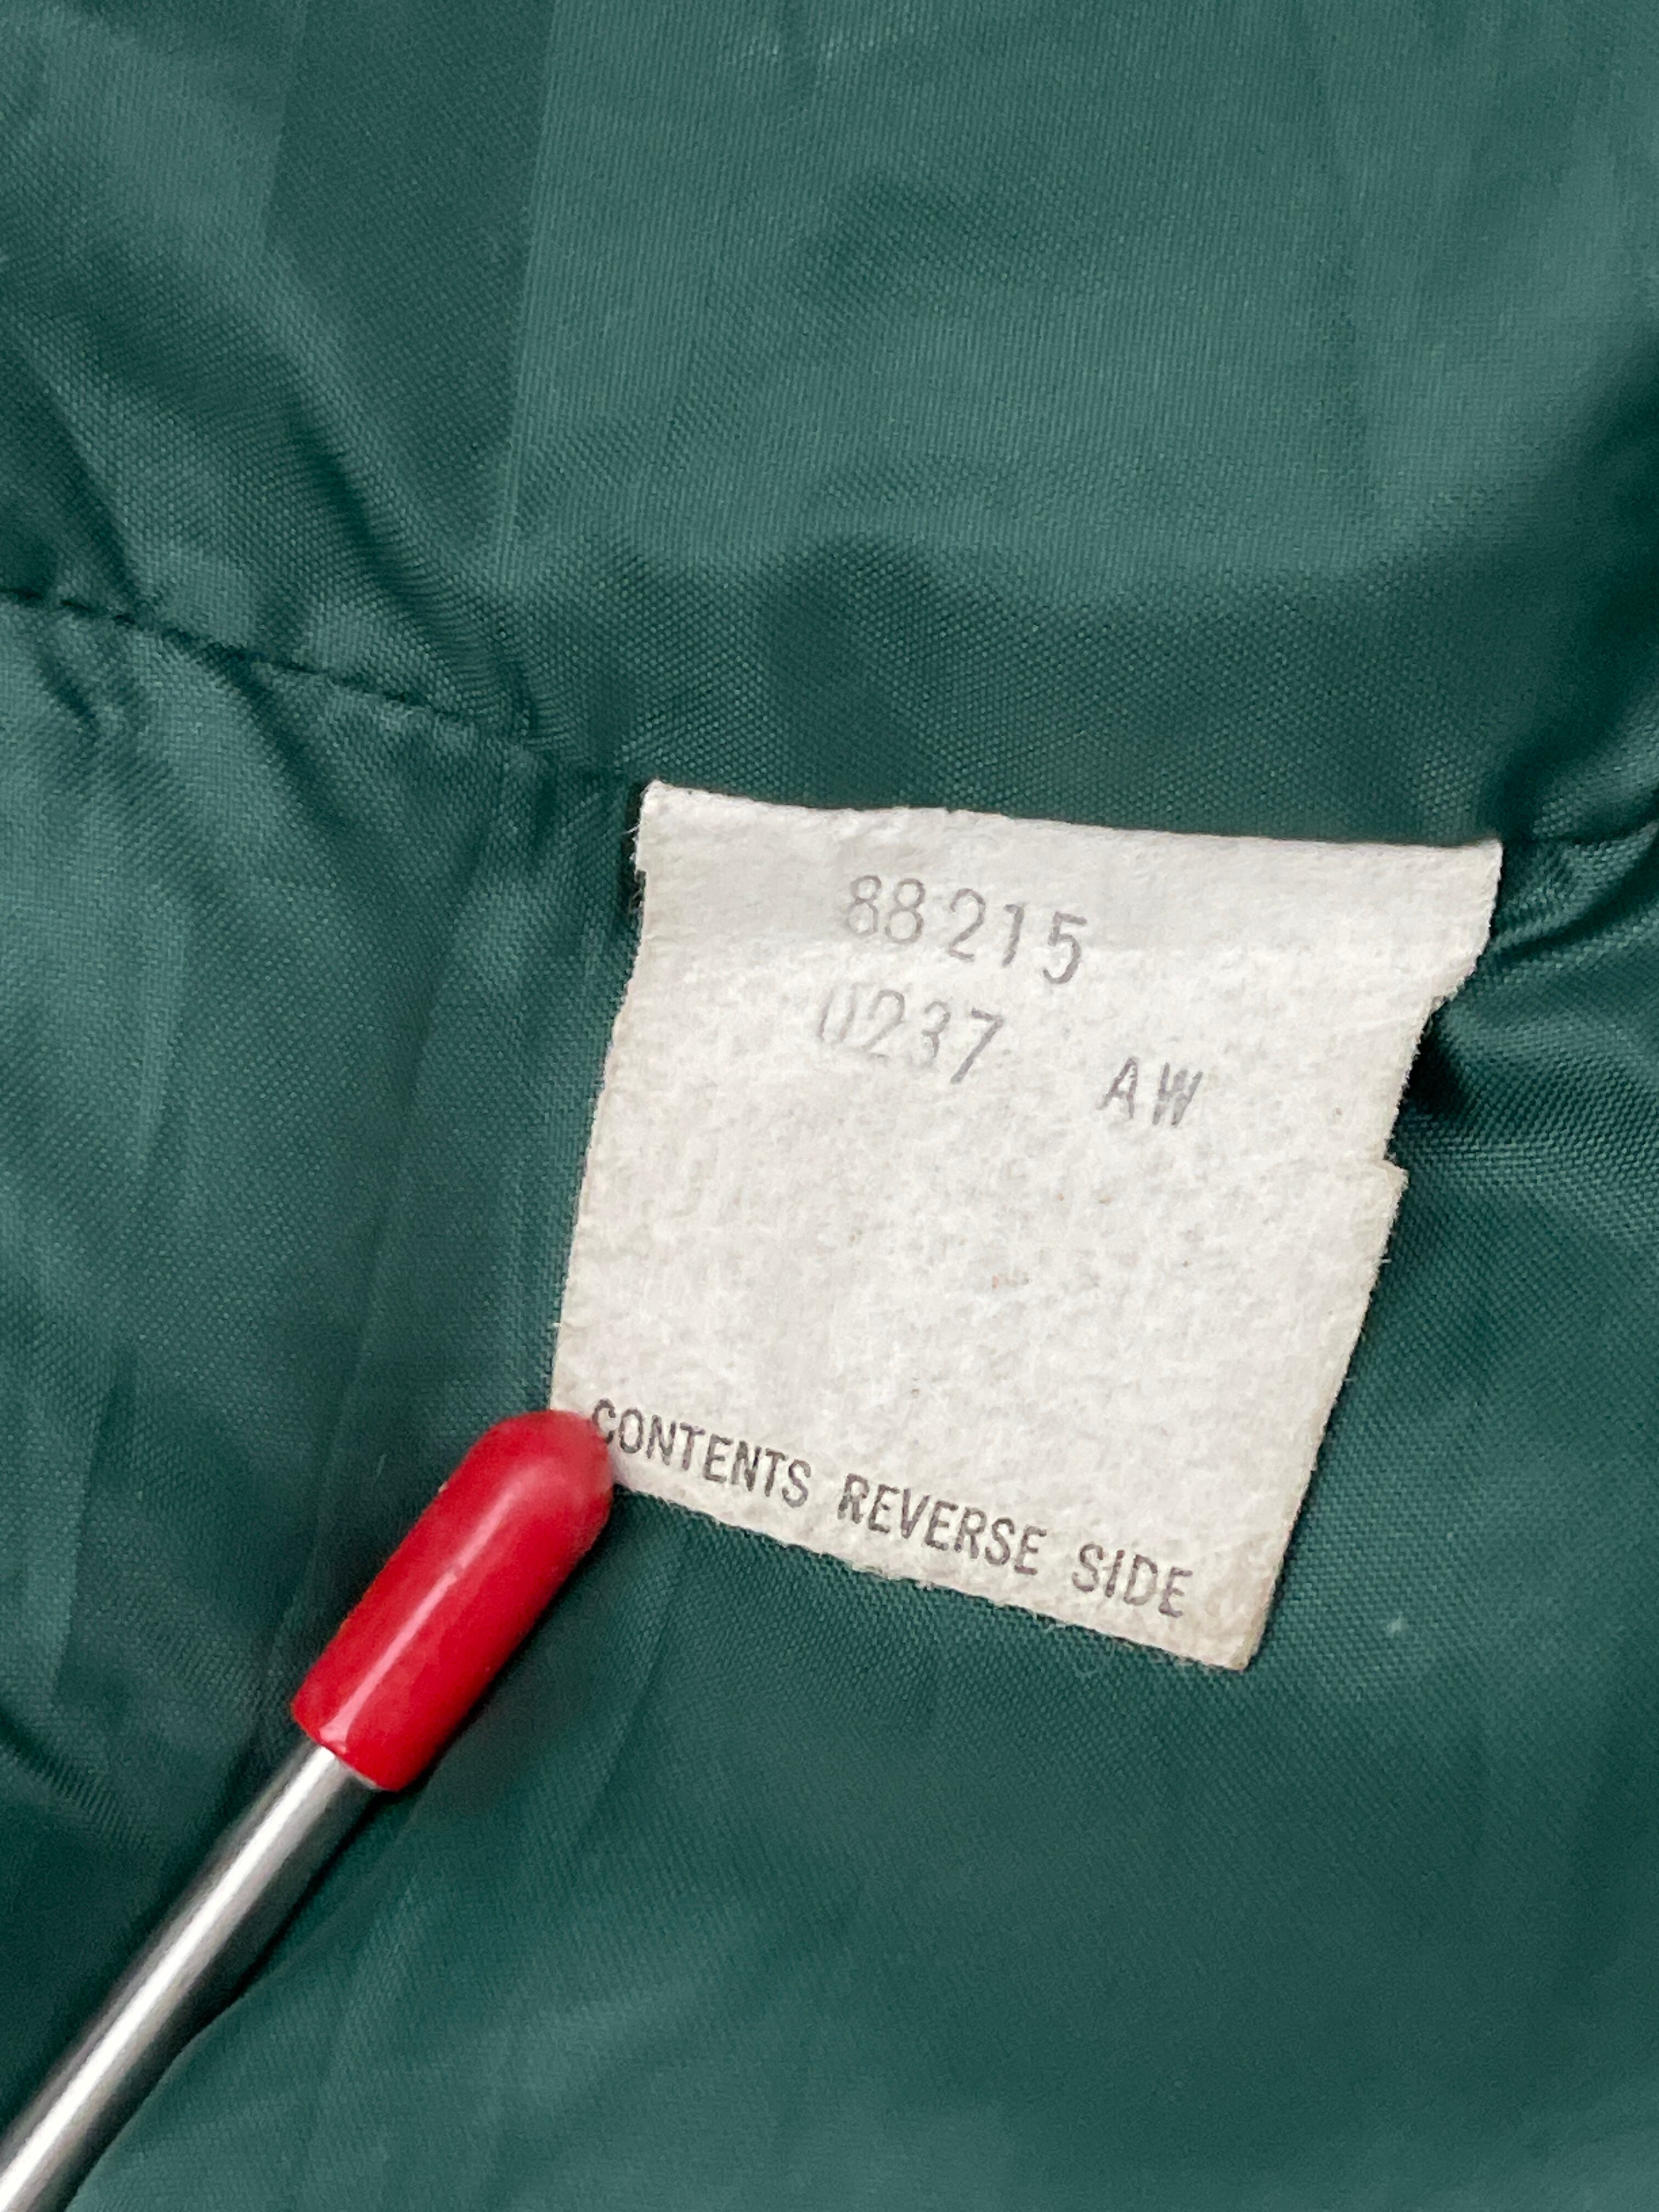 88215
0237 AW
CONTENTS REVERSE SIDE